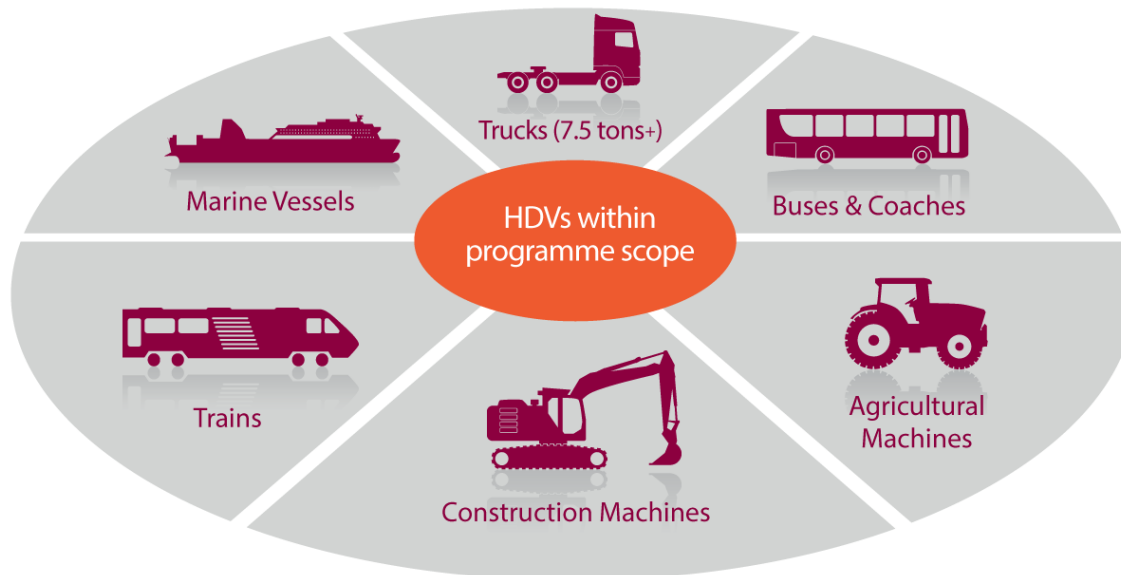 Trucks (7.5 tons+)
Marine Vessels
Buses & Coaches
HDVs within
programme scope
Trains
Agricultural
Machines
Construction Machines